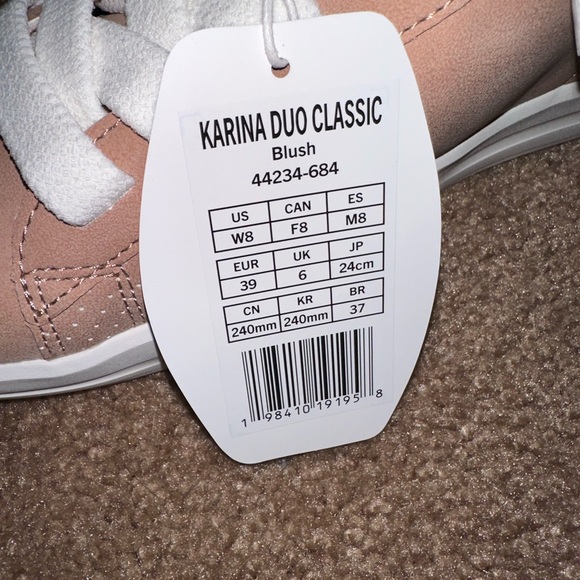 KARINA DUO CLASSIC
Blush
44234-684
US CAN ES
W8 F8 M8
EUR UK JP
39 6 24cm
CN KR BR
240mm 240mm 37
1 98410 19195 8